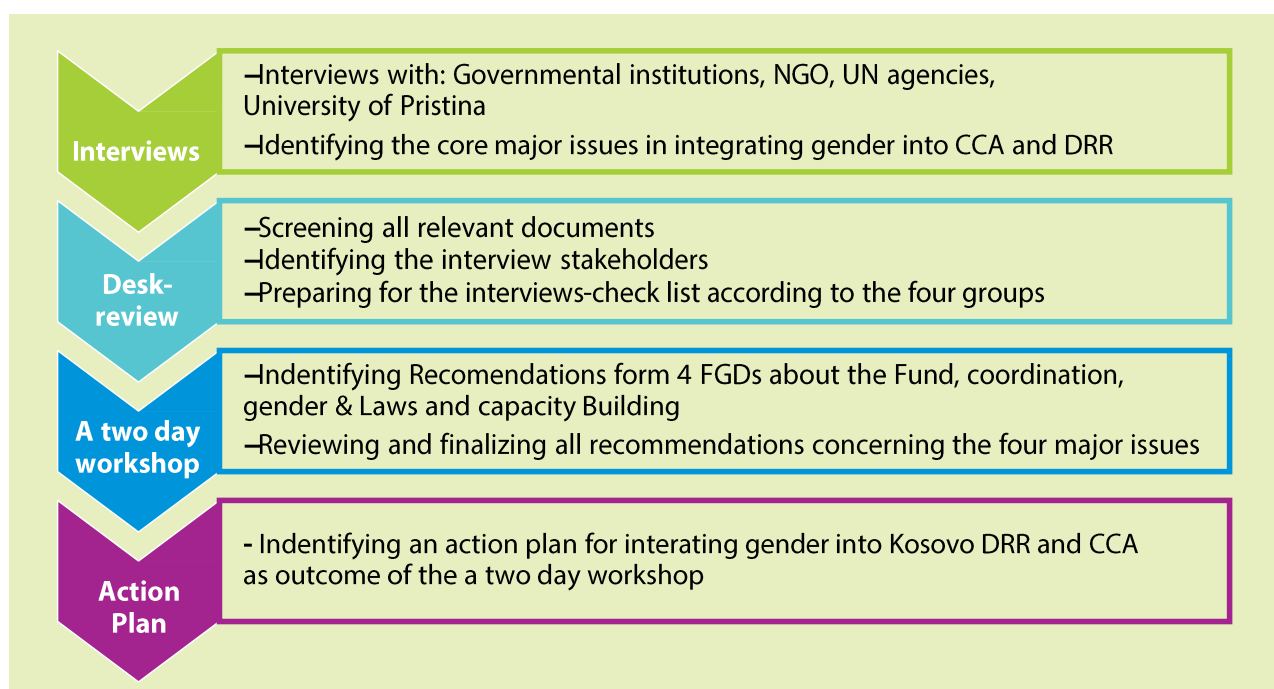 Interviews
–Interviews with: Governmental institutions, NGO, UN agencies,
University of Pristina
–Identifying the core major issues in integrating gender into CCA and DRR
Desk-
review
–Screening all relevant documents
–Identifying the interview stakeholders
–Preparing for the interviews-check list according to the four groups
A two day
workshop
–Indentifying Recomendations form 4 FGDs about the Fund, coordination,
gender & Laws and capacity Building
–Reviewing and finalizing all recommendations concerning the four major issues
Action
Plan
- Indentifying an action plan for interating gender into Kosovo DRR and CCA
as outcome of the a two day workshop